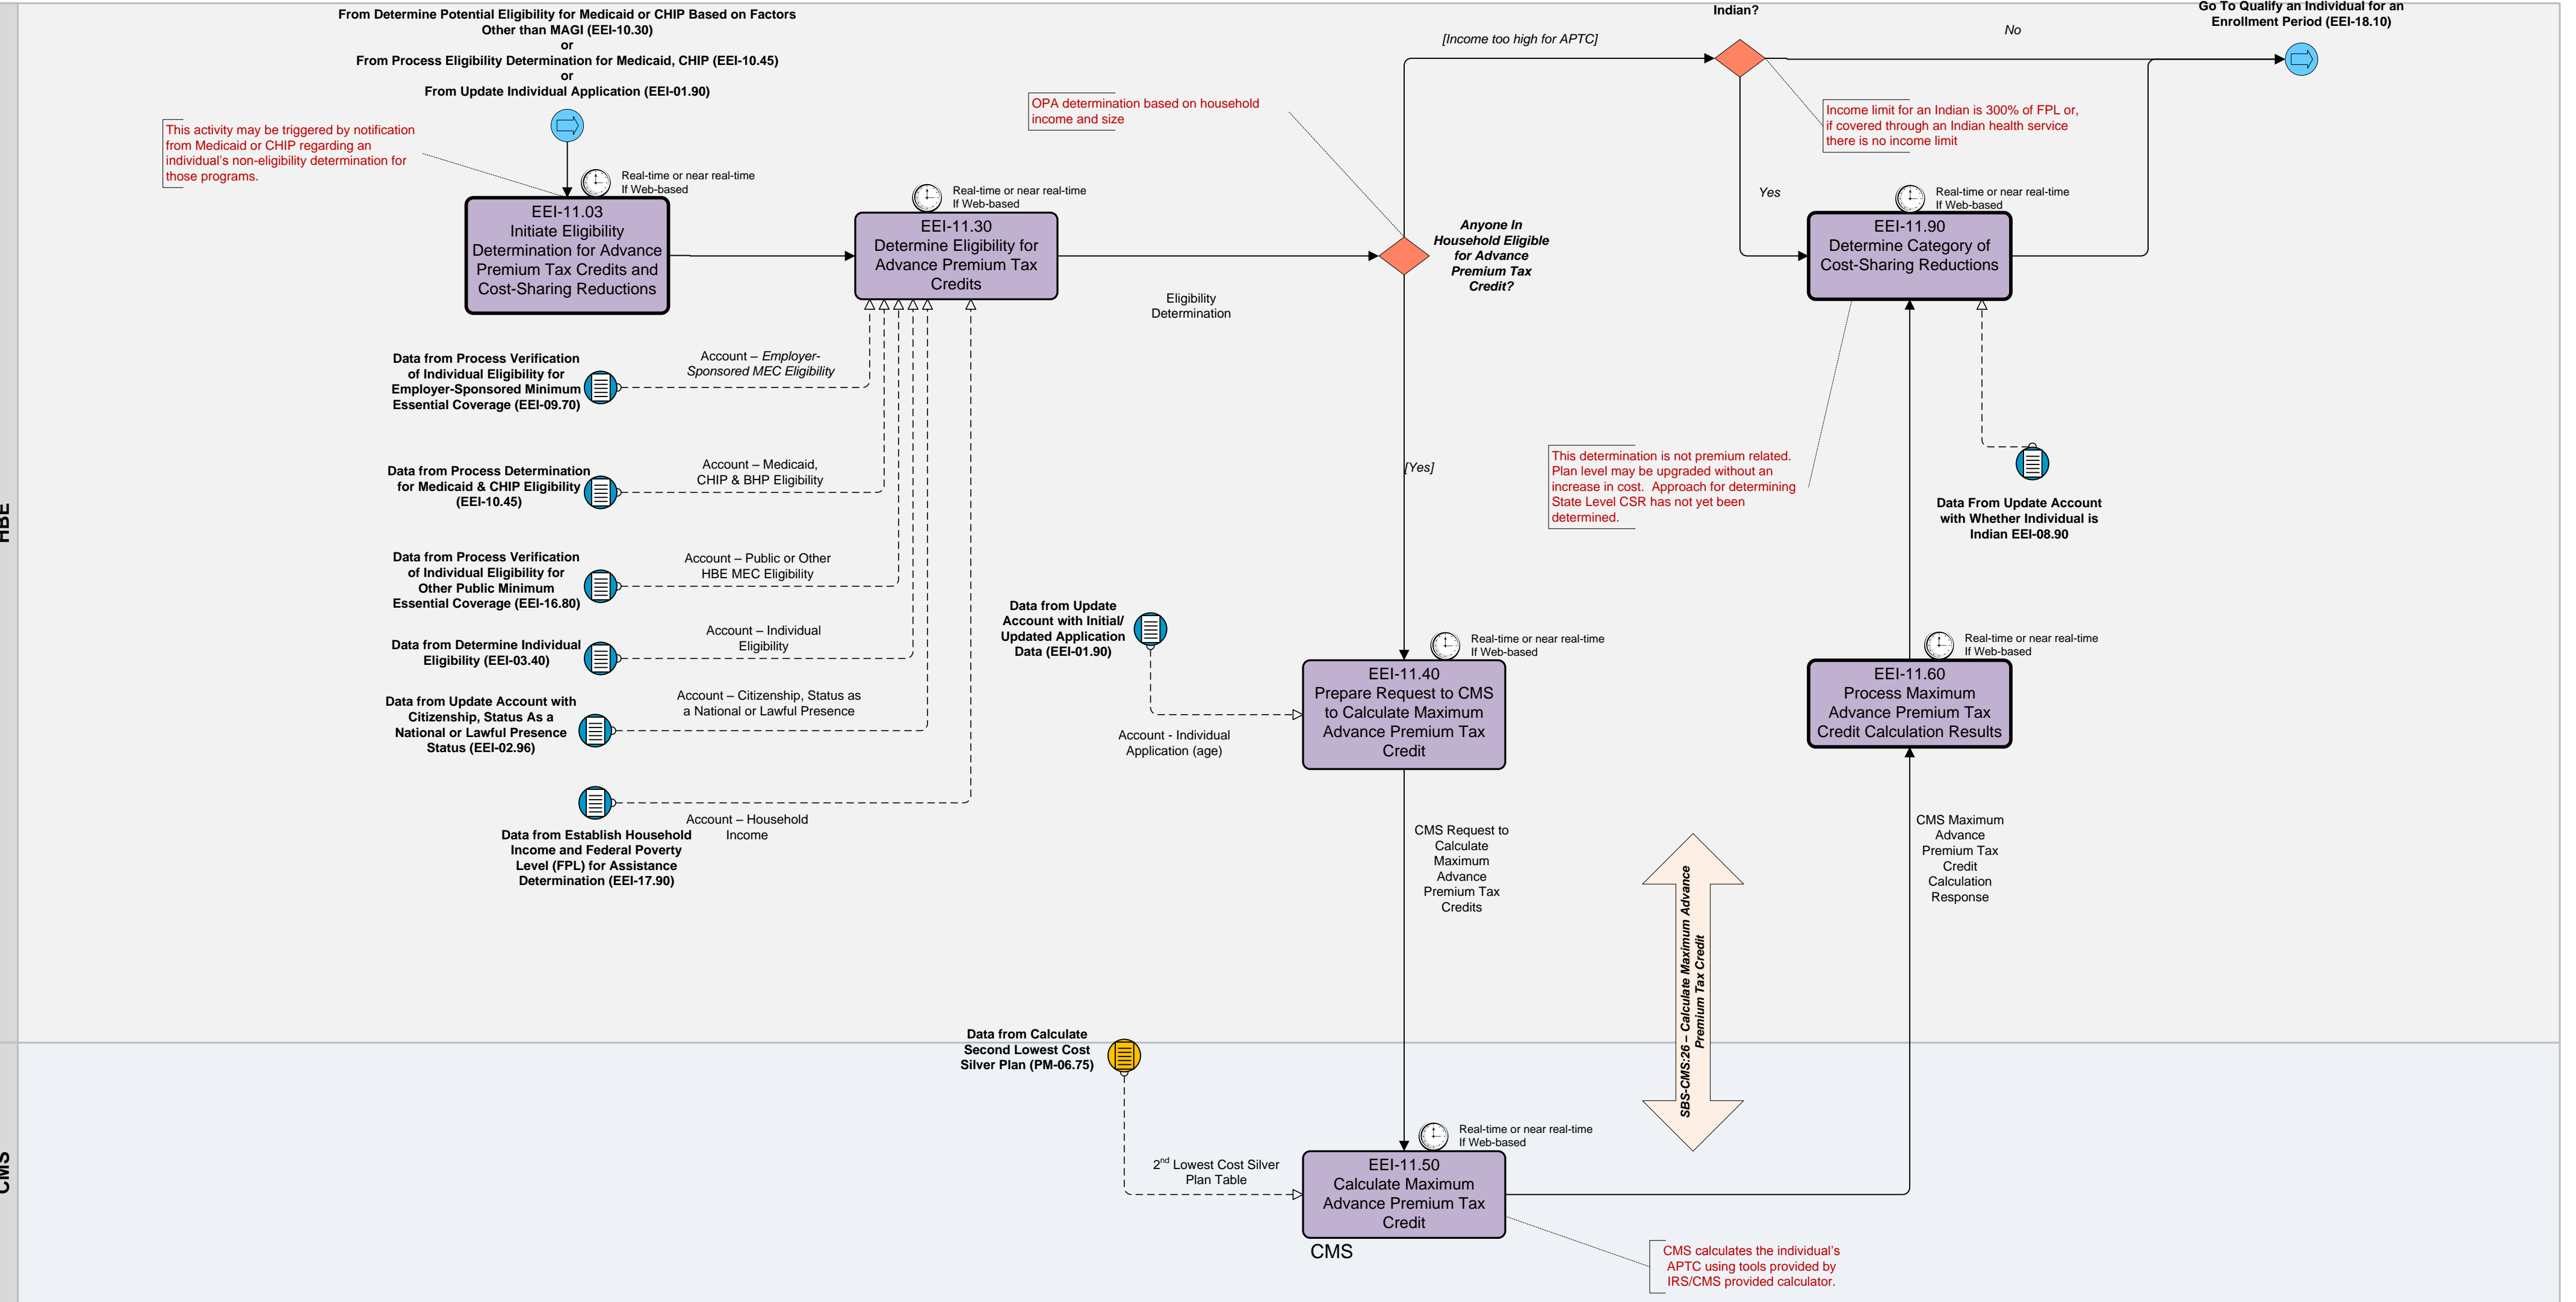 From Determine Potential Eligibility for Medicaid or CHIP Based on Factors
Other than MAGI (EEI-10.30)
or
From Process Eligibility Determination for Medicaid, CHIP (EEI-10.45)
or
From Update Individual Application (EEI-01.90)
This activity may be triggered by notification
from Medicaid or CHIP regarding an
individual's non-eligibility determination for
those programs.
Real-time or near real-time
If Web-based
EEI-11.03
Initiate Eligibility
Determination for Advance
Premium Tax Credits and
Cost-Sharing Reductions
Real-time or near real-time
If Web-based
EEI-11.30
Determine Eligibility for
Advance Premium Tax
Credits
OPA determination based on household
income and size
Eligibility
Determination
Anyone In
Household Eligible
for Advance
Premium Tax
Credit?
[Income too high for APTC]
Indian?
No
Go To Qualify an Individual for an
Enrollment Period (EEI-18.10)
Income limit for an Indian is 300% of FPL or,
if covered through an Indian health service
there is no income limit
Yes
Real-time or near real-time
If Web-based
EEI-11.90
Determine Category of
Cost-Sharing Reductions
Data from Process Verification
of Individual Eligibility for
Employer-Sponsored Minimum
Essential Coverage (EEI-09.70)
Account – Employer-
Sponsored MEC Eligibility
Data from Process Determination
for Medicaid & CHIP Eligibility
(EEI-10.45)
Account – Medicaid,
CHIP & BHP Eligibility
Data from Process Verification
of Individual Eligibility for
Other Public Minimum
Essential Coverage (EEI-16.80)
Account – Public or Other
HBE MEC Eligibility
Data from Determine Individual
Eligibility (EEI-03.40)
Account – Individual
Eligibility
Data from Update Account with
Citizenship, Status As a
National or Lawful Presence
Status (EEI-02.96)
Account – Citizenship, Status as
a National or Lawful Presence
Data from Establish Household
Income and Federal Poverty
Level (FPL) for Assistance
Determination (EEI-17.90)
Account – Household
Income
[Yes]
This determination is not premium related.
Plan level may be upgraded without an
increase in cost.  Approach for determining
State Level CSR has not yet been
determined.
Data From Update Account
with Whether Individual is
Indian EEI-08.90
Data from Update
Account with Initial/
Updated Application
Data (EEI-01.90)
Account - Individual
Application (age)
Real-time or near real-time
If Web-based
EEI-11.40
Prepare Request to CMS
to Calculate Maximum
Advance Premium Tax
Credit
Real-time or near real-time
If Web-based
EEI-11.60
Process Maximum
Advance Premium Tax
Credit Calculation Results
CMS Request to
Calculate
Maximum
Advance
Premium Tax
Credits
SBS-CMS:26 – Calculate Maximum Advance
Premium Tax Credit
CMS Maximum
Advance
Premium Tax
Credit
Calculation
Response
HBE
Data from Calculate
Second Lowest Cost
Silver Plan (PM-06.75)
2nd Lowest Cost Silver
Plan Table
Real-time or near real-time
If Web-based
EEI-11.50
Calculate Maximum
Advance Premium Tax
Credit
CMS
CMS calculates the individual's
APTC using tools provided by
IRS/CMS provided calculator.
CMS